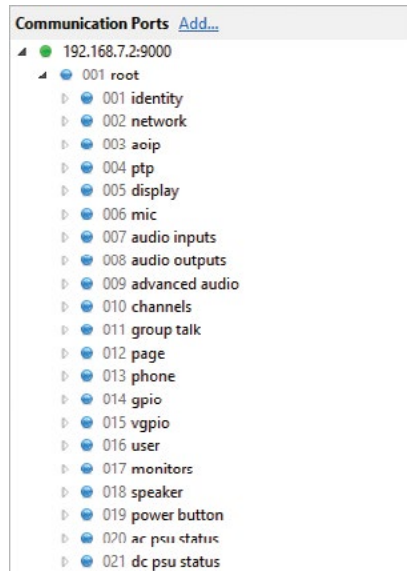 Communication Ports Add...
192.168.7.2:9000
001 root
001 identity
002 network
003 aoip
004 ptp
005 display
006 mic
007 audio inputs
008 audio outputs
009 advanced audio
010 channels
011 group talk
012 page
013 phone
014 gpio
015 vgpio
016 user
017 monitors
018 speaker
019 power button
020 ac psu status
021 dc psu status